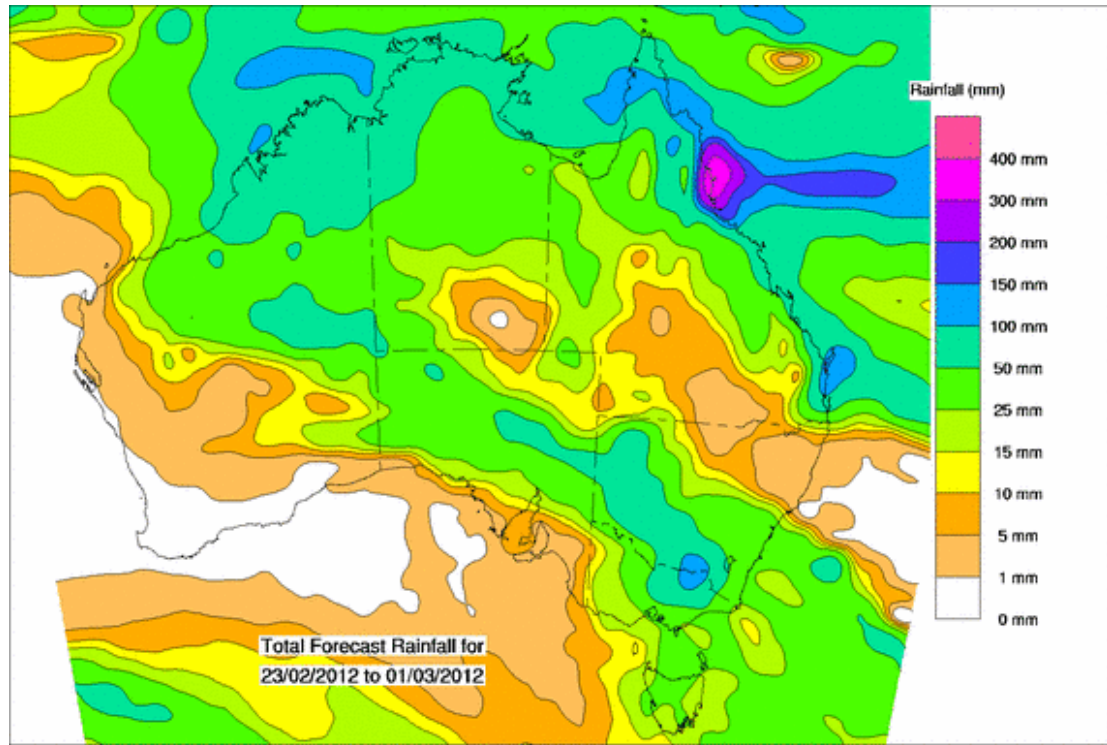 Rainfall (mm)
400 mm
300 mm
200 mm
150 mm
100 mm
50 mm
25 mm
15 mm
10 mm
5 mm
1 mm
0 mm
Total Forecast Rainfall for
23/02/2012 to 01/03/2012